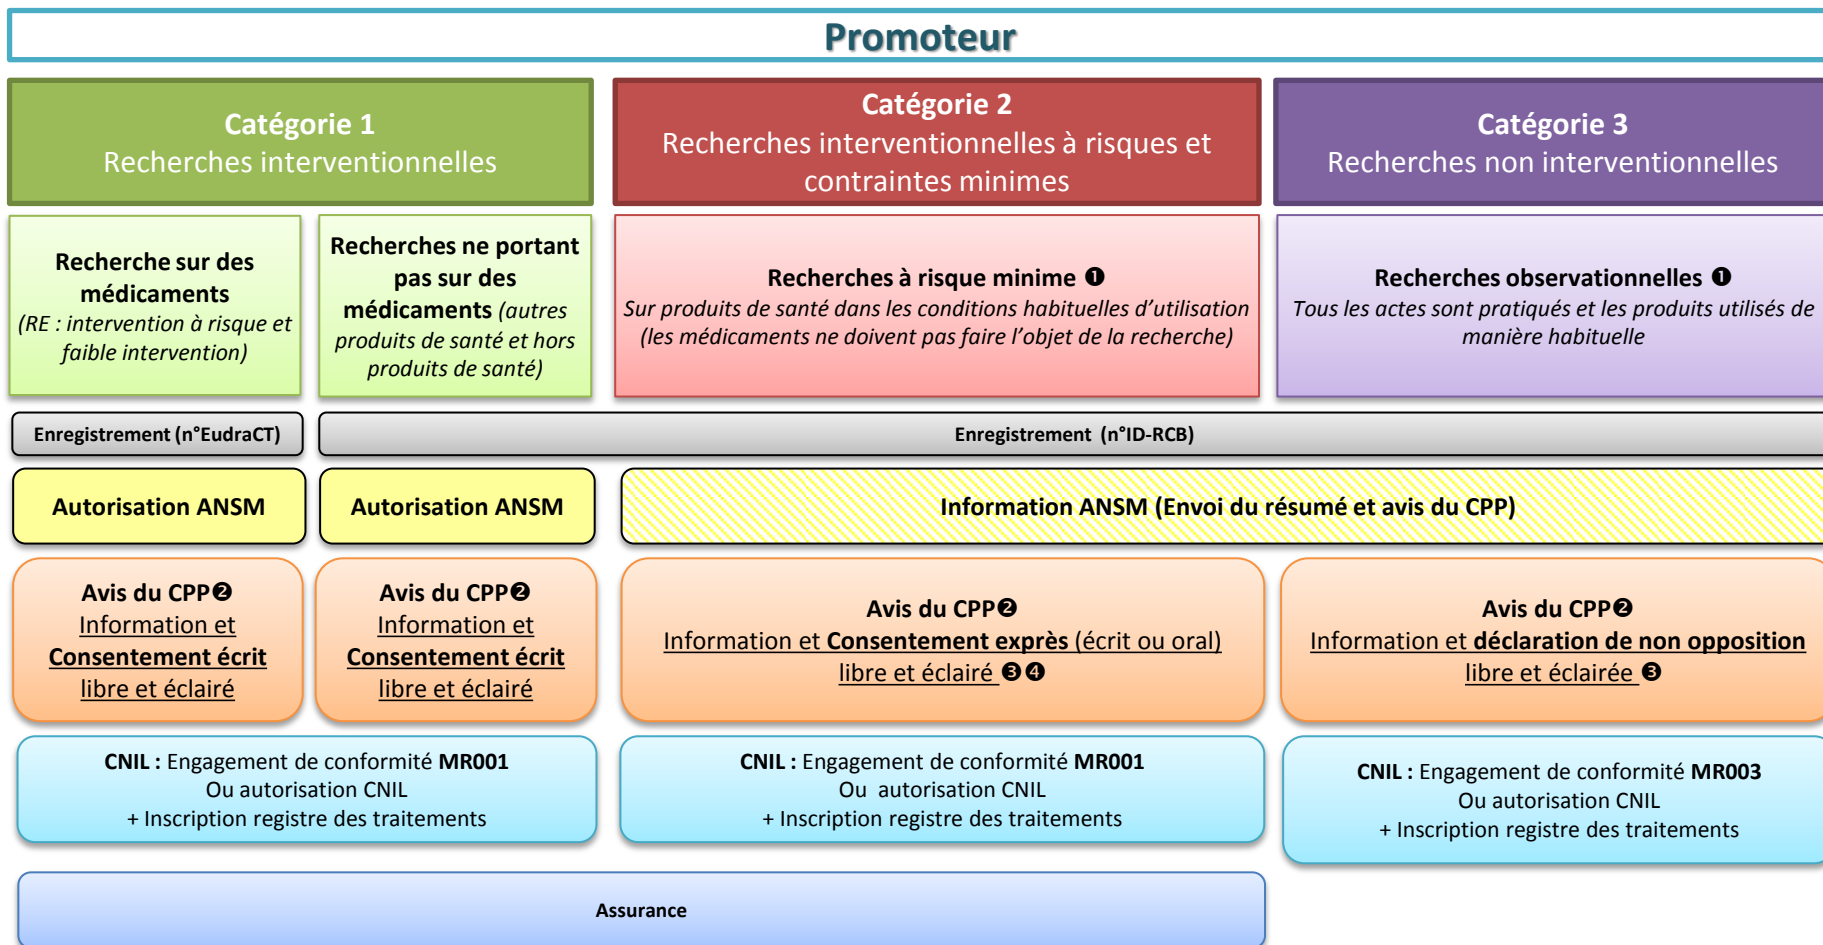 Promoteur
Catégorie 1
Recherches interventionnelles
Catégorie 2
Recherches interventionnelles à risques et
contraintes minimes
Catégorie 3
Recherches non interventionnelles
Recherche sur des
médicaments
(RE : intervention à risque et
faible intervention)
Recherches ne portant
pas sur des
médicaments (autres
produits de santé et hors
produits de santé)
Recherches à risque minime ❶
Sur produits de santé dans les conditions habituelles d’utilisation
(les médicaments ne doivent pas faire l’objet de la recherche)
Recherches observationnelles ❶
Tous les actes sont pratiqués et les produits utilisés de
manière habituelle
Enregistrement (n°EudraCT)
Enregistrement (n°ID-RCB)
Autorisation ANSM
Autorisation ANSM
Information ANSM (Envoi du résumé et avis du CPP)
Avis du CPP❷
Information et
Consentement écrit
libre et éclairé
Avis du CPP❷
Information et
Consentement écrit
libre et éclairé
Avis du CPP❷
Information et Consentement exprès (écrit ou oral)
libre et éclairé ❸❹
Avis du CPP❷
Information et déclaration de non opposition
libre et éclairée ❸
CNIL : Engagement de conformité MR001
Ou autorisation CNIL
+ Inscription registre des traitements
CNIL : Engagement de conformité MR001
Ou autorisation CNIL
+ Inscription registre des traitements
CNIL : Engagement de conformité MR003
Ou autorisation CNIL
+ Inscription registre des traitements
Assurance